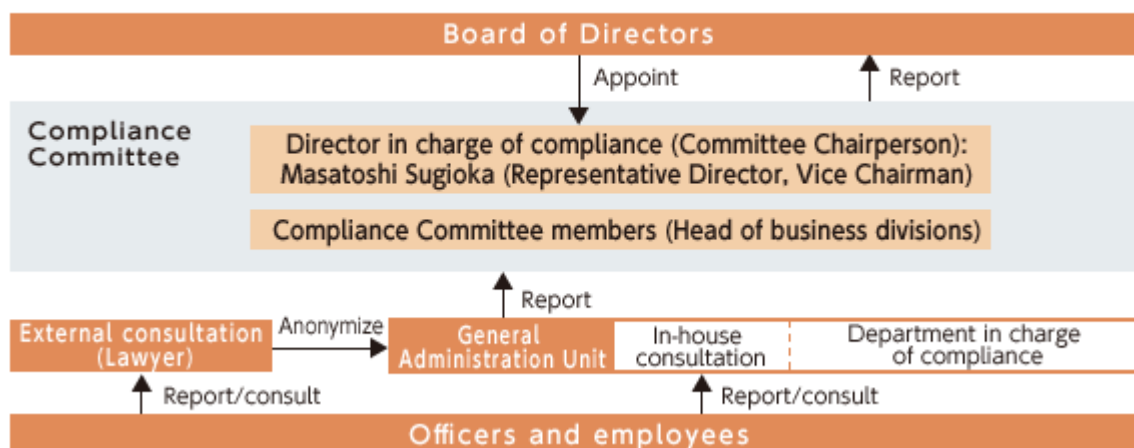 Board of Directors
Appoint
Report
Compliance
Committee
Director in charge of compliance (Committee Chairperson):
Masatoshi Sugioka (Representative Director, Vice Chairman)
Compliance Committee members (Head of business divisions)
Report
External consultation
(Lawyer)
Anonymize
General
Administration Unit
In-house
consultation
Department in charge
of compliance
Report/consult
Report/consult
Officers and employees